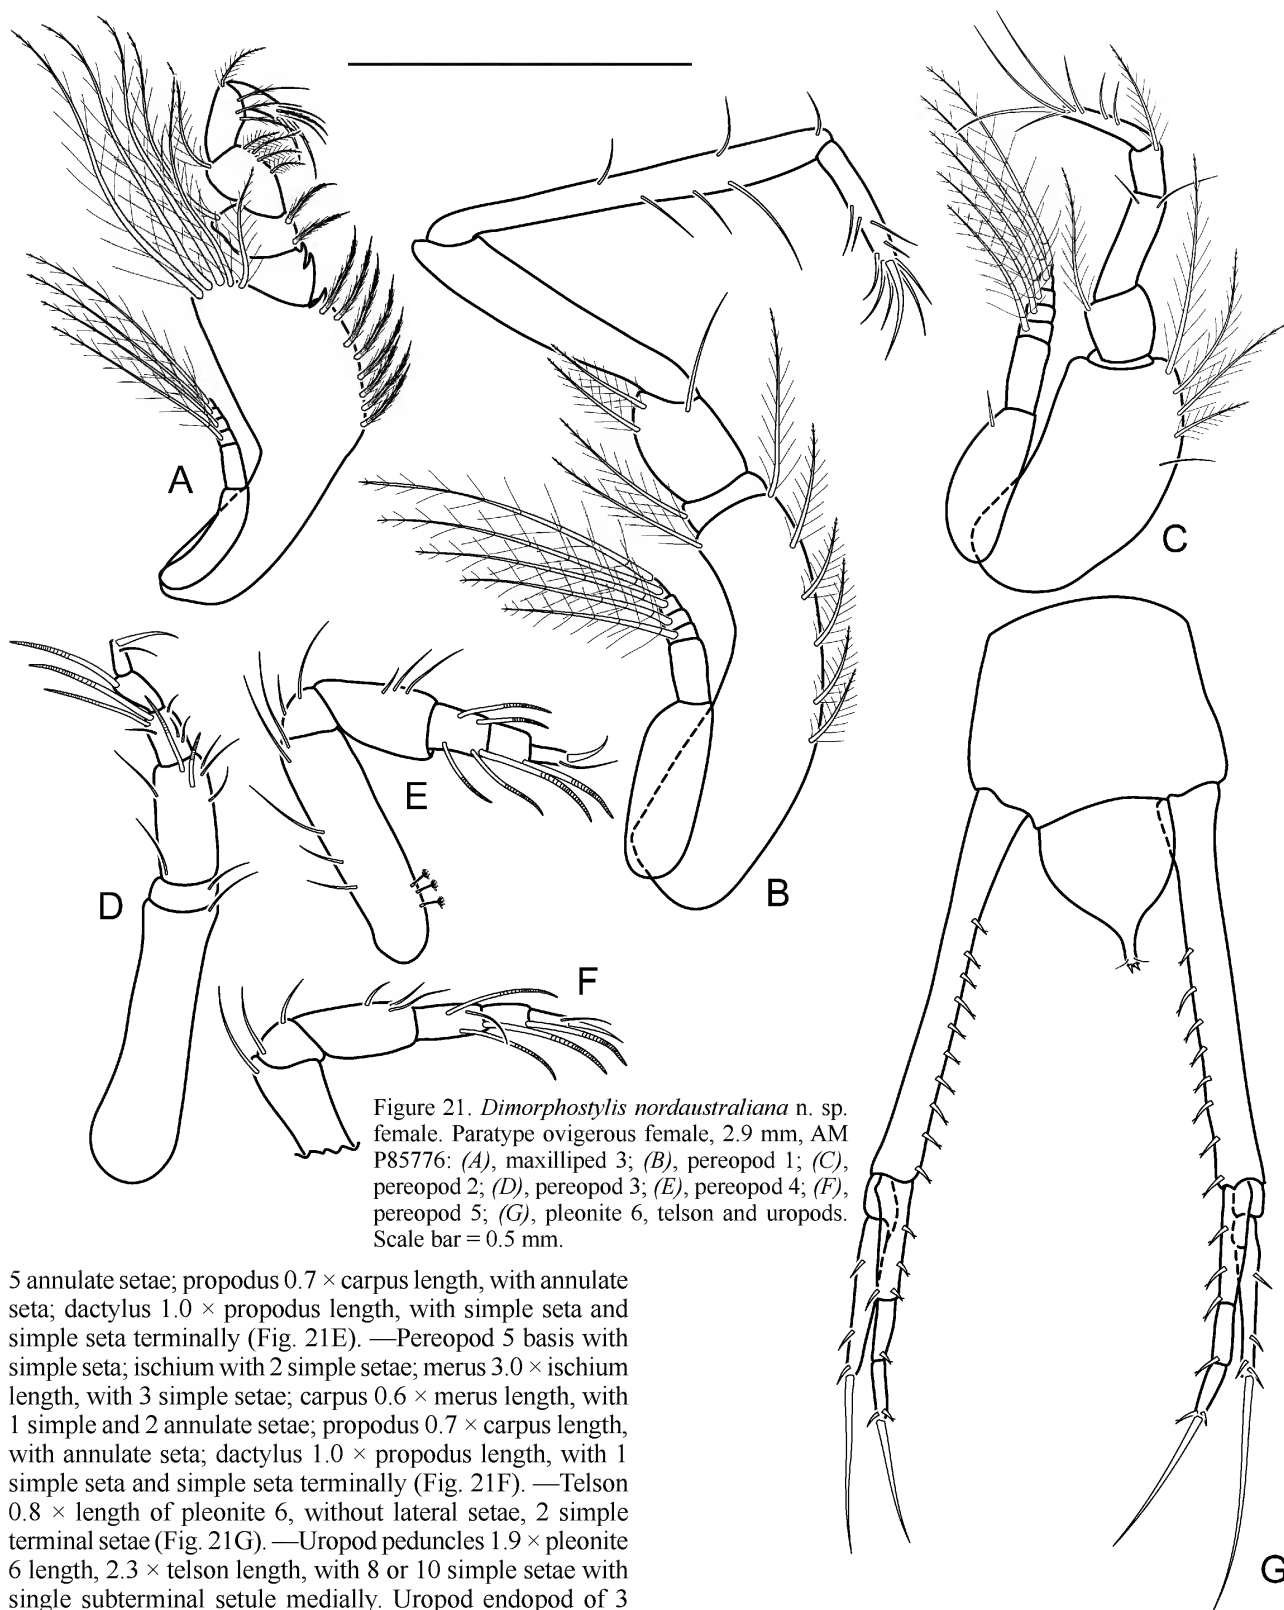 A
B
C
D
E
F
G
Figure 21. Dimorphostylis nordaustraliana n. sp.
female. Paratype ovigerous female, 2.9 mm, AM
P85776: (A), maxilliped 3; (B), pereopod 1; (C),
pereopod 2; (D), pereopod 3; (E), pereopod 4; (F),
pereopod 5; (G), pleonite 6, telson and uropods.
Scale bar = 0.5 mm.
5 annulate setae; propodus 0.7 × carpus length, with annulate
seta; dactylus 1.0 × propodus length, with simple seta and
simple seta terminally (Fig. 21E). —Pereopod 5 basis with
simple seta; ischium with 2 simple setae; merus 3.0 × ischium
length, with 3 simple setae; carpus 0.6 × merus length, with
1 simple and 2 annulate setae; propodus 0.7 × carpus length,
with annulate seta; dactylus 1.0 × propodus length, with 1
simple seta and simple seta terminally (Fig. 21F). —Telson
0.8 × length of pleonite 6, without lateral setae, 2 simple
terminal setae (Fig. 21G). —Uropod peduncles 1.9 × pleonite
6 length, 2.3 × telson length, with 8 or 10 simple setae with
single subterminal setule medially. Uropod endopod of 3